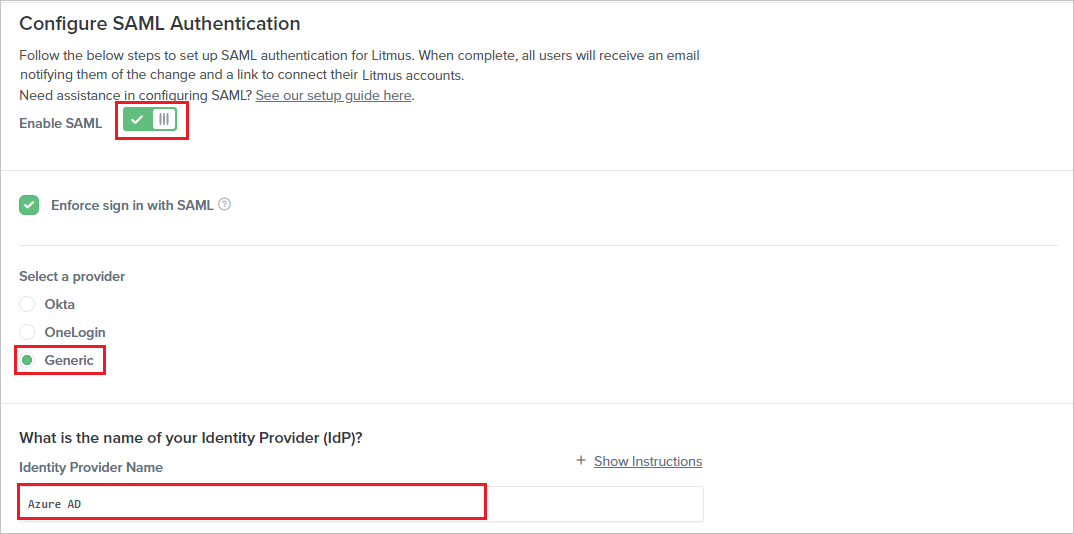 Configure SAML Authentication
Follow the below steps to set up SAML authentication for Litmus. When complete, all users will receive an email
notifying them of the change and a link to connect their Litmus accounts.
Need assistance in configuring SAML? See our setup guide here.
Enable SAML
Enforce sign in with SAML ?
Select a provider
Okta
OneLogin
Generic
What is the name of your Identity Provider (IdP)?
Identity Provider Name
+ Show Instructions
Azure AD